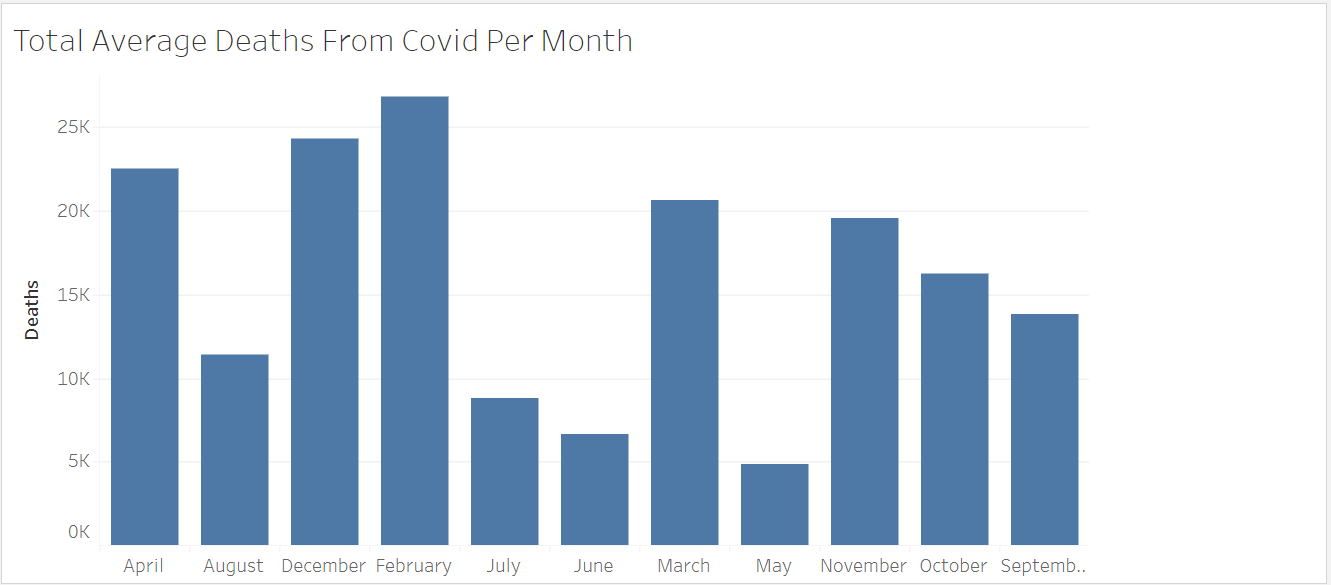 Total Average Deaths From Covid Per Month
25K
20K
15K
10K
5K
0K
Deaths
April August December February July June March May November October Septemb..